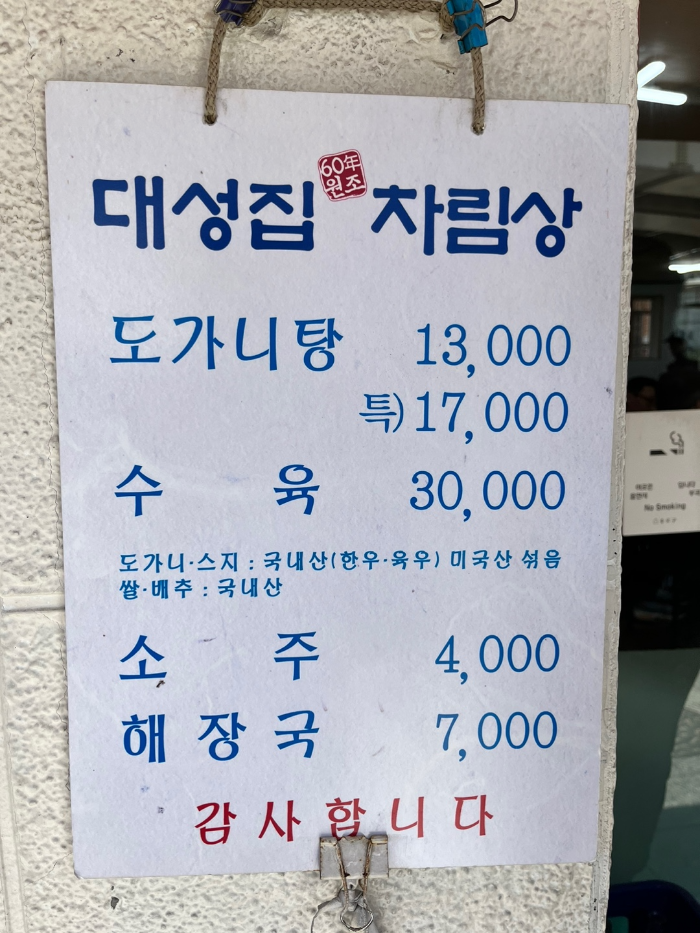 대성집 60年 원조 차림상
도가니탕 13,000
특) 17,000
수육 30,000
도가니·스지 : 국내산(한우·육우) 미국산 섞음
쌀·배추 : 국내산
소주 4,000
해장국 7,000
감사합니다
No Smoking